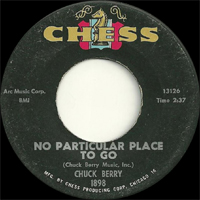 CHESS
Arc Music Corp.
BMI
13126
Time 2:37
NO PARTICULAR PLACE
TO GO
(Chuck Berry Music, Inc.)
CHUCK BERRY
1898
MFG. BY CHESS PRODUCING CORP., CHICAGO 16